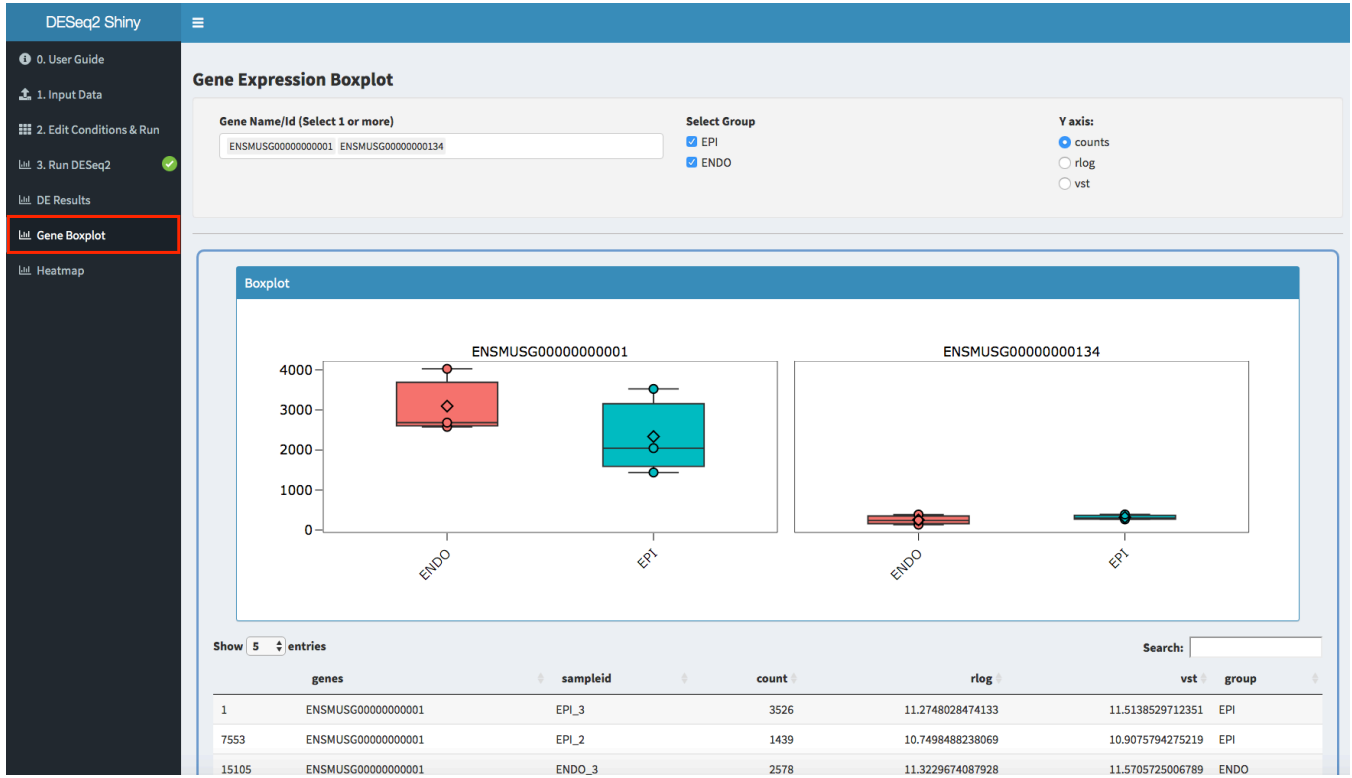 DESeq2 Shiny
0. User Guide
1. Input Data
2. Edit Conditions & Run
3. Run DESeq2
DE Results
Gene Boxplot
Heatmap
Gene Expression Boxplot
Gene Name/Id (Select 1 or more)
ENSMUSG00000000001 ENSMUSG00000000134
Select Group
EPI
ENDO
Y axis:
counts
rlog
vst
Boxplot
ENSMUSG00000000001 ENSMUSG00000000134
4000
3000
2000
1000
0
ENDO EPI ENDO EPI
Show 5 entries Search:
genes sampleid count rlog vst group
1 ENSMUSG00000000001 EPI_3 3526 11.2748028474133 11.5138529712351 EPI
7553 ENSMUSG00000000001 EPI_2 1439 10.7498488238069 10.9075794275219 EPI
15105 ENSMUSG00000000001 ENDO_3 2578 11.3229674087928 11.5705725006789 ENDO